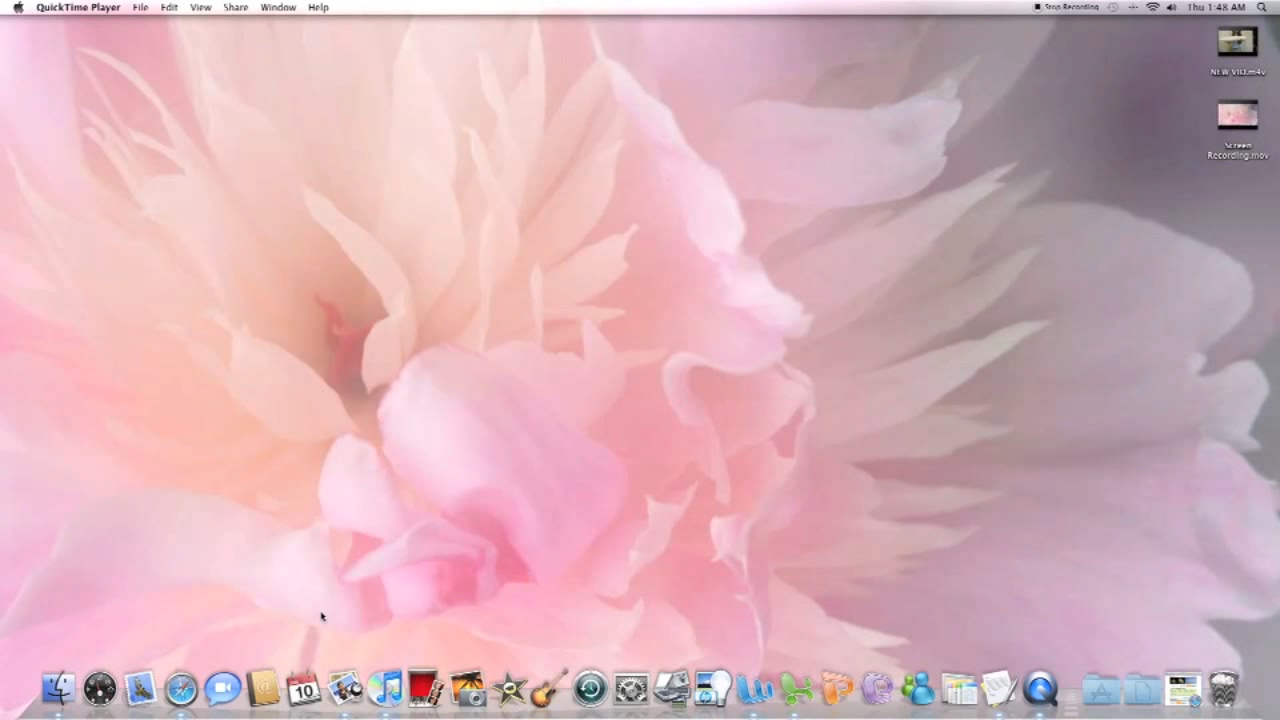 QuickTime Player File Edit View Share Window Help Stop Recording Thu 1:48 AM
NEW VID.m4v
Screen
Recording.mov
10